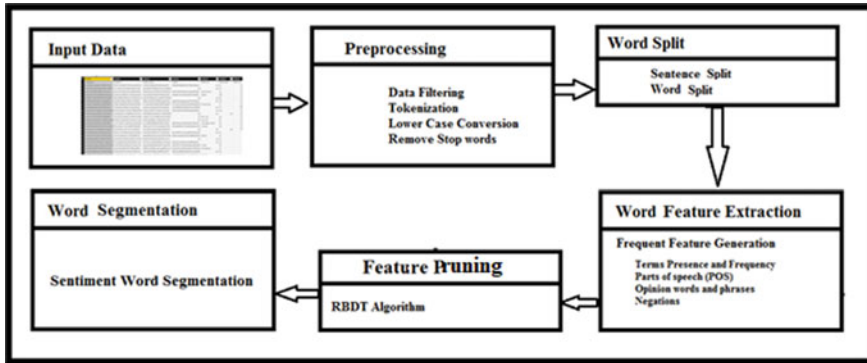 Input Data
Preprocessing
Data Filtering
Tokenization
Lower Case Conversion
Remove Stop words
Word Split
Sentence Split
Word Split
Word Feature Extraction
Frequent Feature Generation
Terms Presence and Frequency
Parts of speech (POS)
Opinion words and phrases
Negations
Feature Pruning
RBDT Algorithm
Word Segmentation
Sentiment Word Segmentation